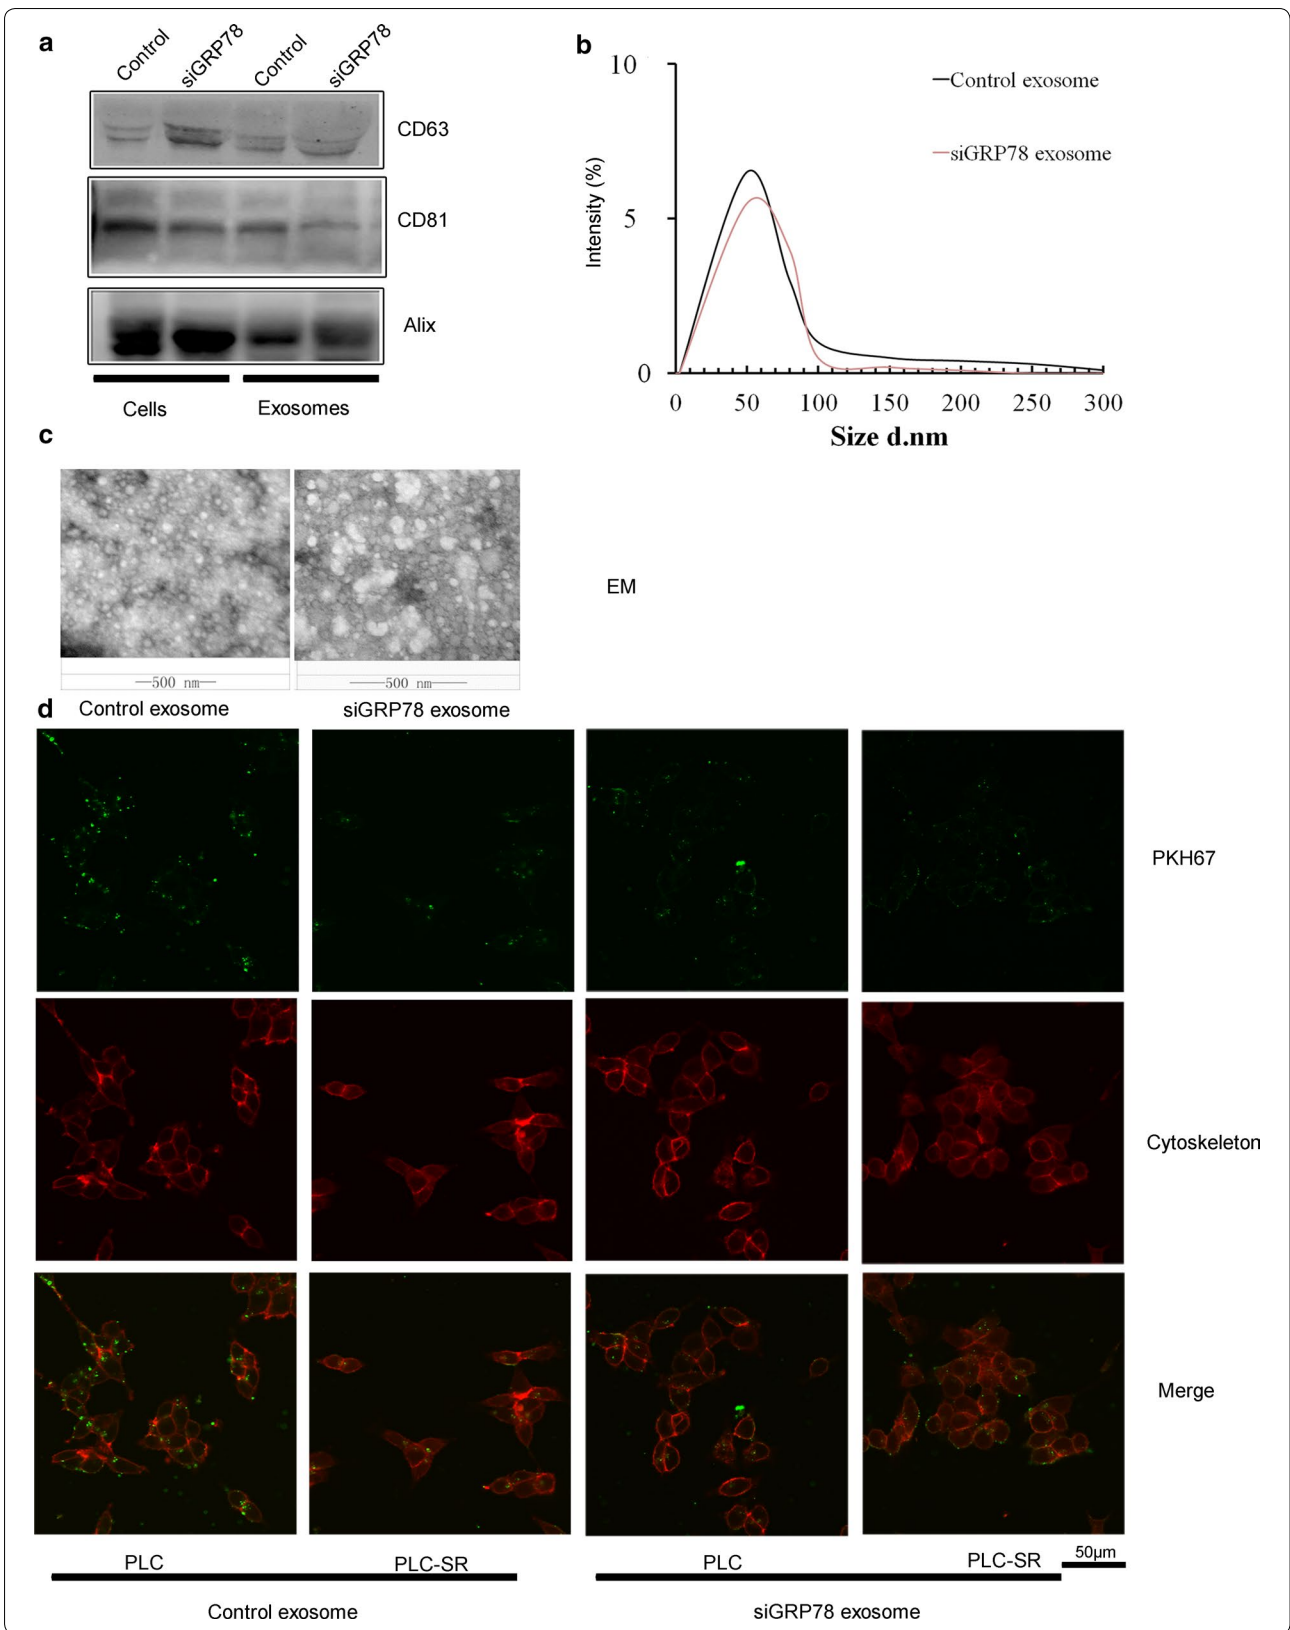 a
Control
siGRP78
Control
siGRP78
CD63
CD81
Alix
Cells
Exosomes
b
10
5
0
Intensity (%)
Control exosome
siGRP78 exosome
0 50 100 150 200 250 300
Size d.nm
c
500 nm
500 nm
EM
Control exosome
siGRP78 exosome
d
PKH67
Cytoskeleton
Merge
PLC
PLC-SR
PLC
PLC-SR
50μm
Control exosome
siGRP78 exosome